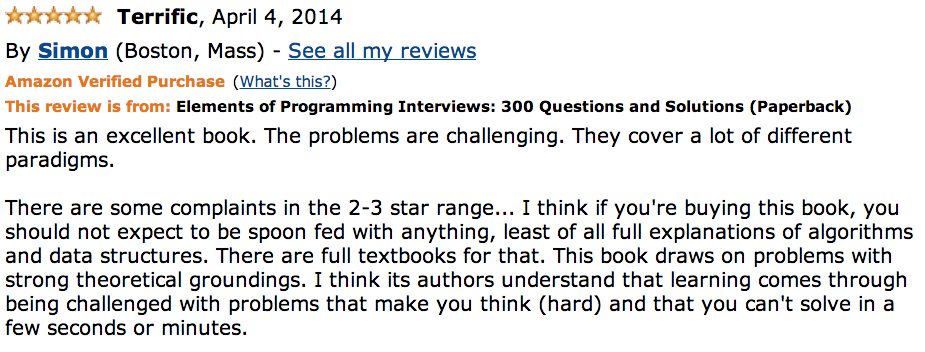 Terrific, April 4, 2014
By Simon (Boston, Mass) - See all my reviews
Amazon Verified Purchase (What's this?)
This review is from: Elements of Programming Interviews: 300 Questions and Solutions (Paperback)
This is an excellent book. The problems are challenging. They cover a lot of different
paradigms.
There are some complaints in the 2-3 star range... I think if you're buying this book, you
should not expect to be spoon fed with anything, least of all full explanations of algorithms
and data structures. There are full textbooks for that. This book draws on problems with
strong theoretical groundings. I think its authors understand that learning comes through
being challenged with problems that make you think (hard) and that you can't solve in a
few seconds or minutes.